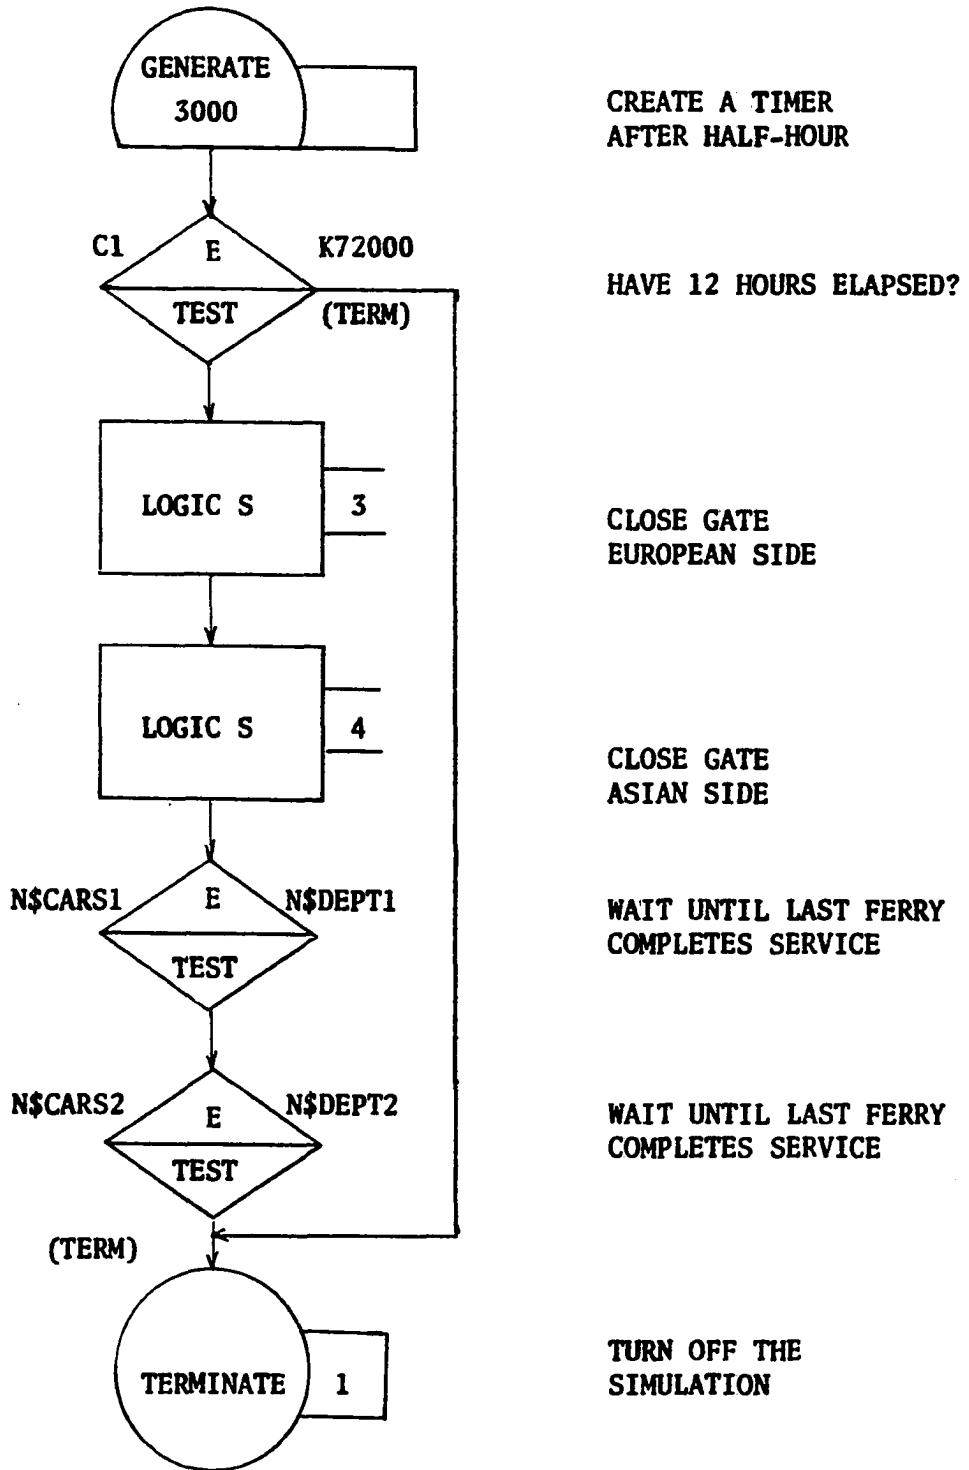 GENERATE
3000
CREATE A TIMER
AFTER HALF-HOUR
C1
E
K72000
TEST
(TERM)
HAVE 12 HOURS ELAPSED?
LOGIC S
3
CLOSE GATE
EUROPEAN SIDE
LOGIC S
4
CLOSE GATE
ASIAN SIDE
N$CARS1
E
N$DEPT1
TEST
WAIT UNTIL LAST FERRY
COMPLETES SERVICE
N$CARS2
E
N$DEPT2
TEST
WAIT UNTIL LAST FERRY
COMPLETES SERVICE
(TERM)
TERMINATE
1
TURN OFF THE
SIMULATION